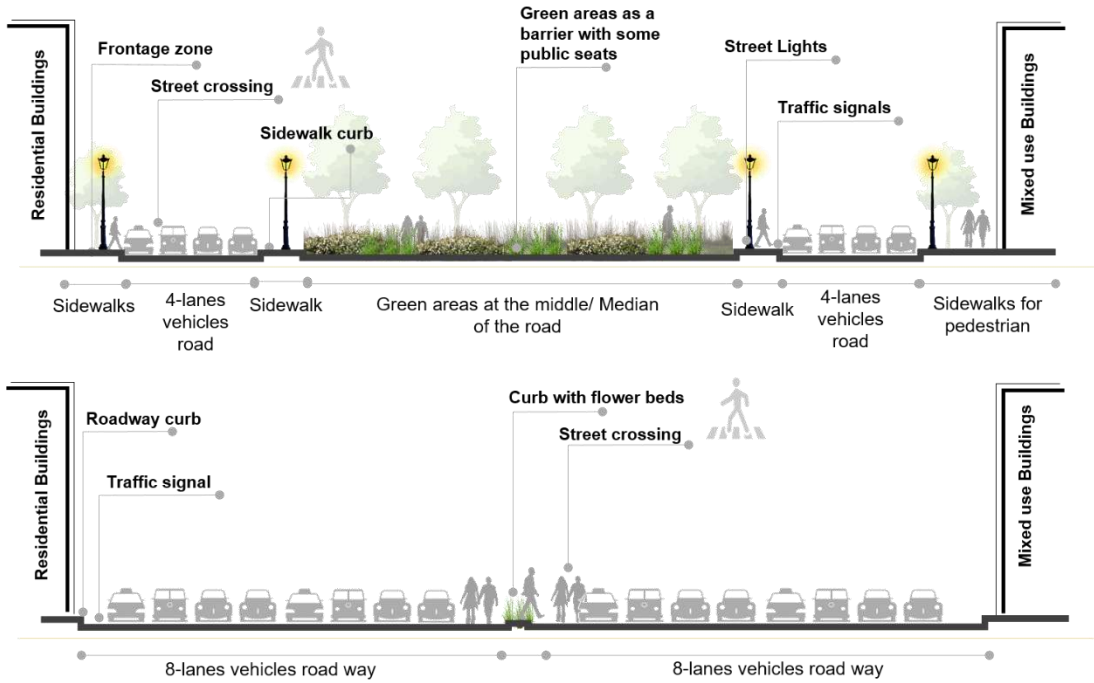 Residential Buildings
Frontage zone
Street crossing
Sidewalk curb
Green areas as a
barrier with some
public seats
Street Lights
Traffic signals
Mixed use Buildings
Sidewalks
4-lanes
vehicles
road
Sidewalk
Green areas at the middle/ Median
of the road
Sidewalk
4-lanes
vehicles
road
Sidewalks for
pedestrian
Residential Buildings
Roadway curb
Traffic signal
Curb with flower beds
Street crossing
Mixed use Buildings
8-lanes vehicles road way
8-lanes vehicles road way